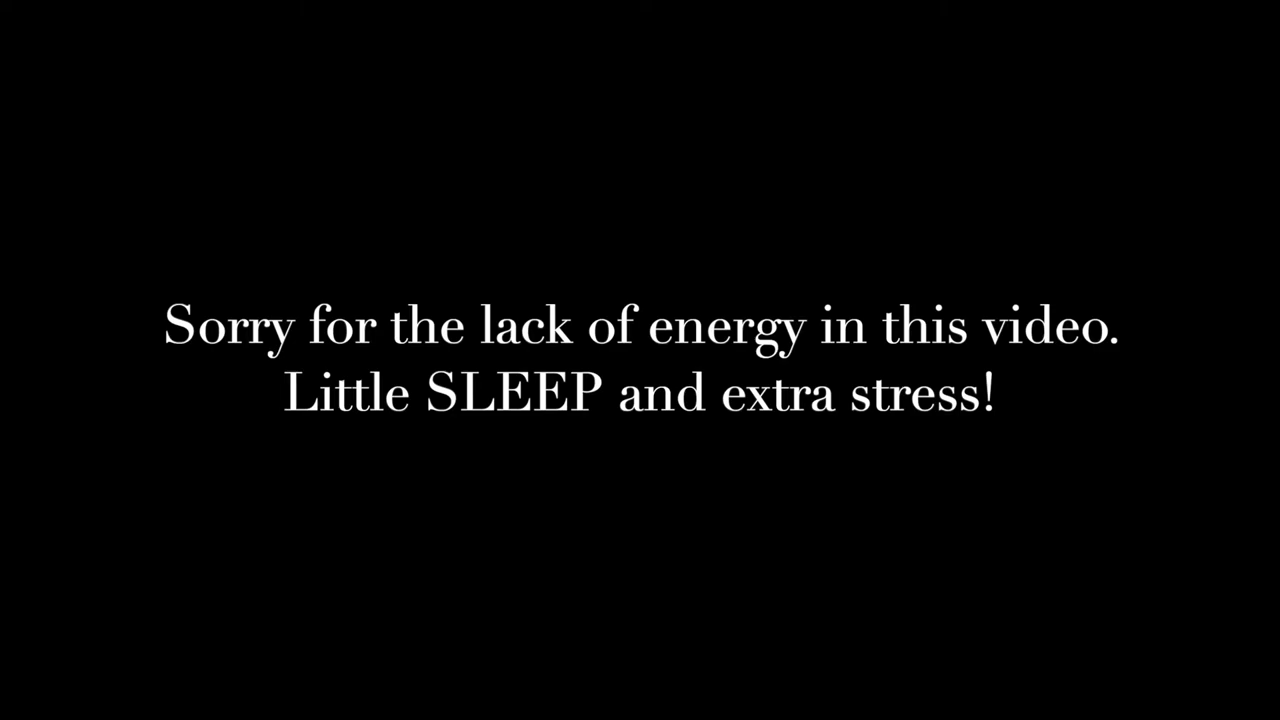 Sorry for the lack of energy in this video.
Little SLEEP and extra stress!